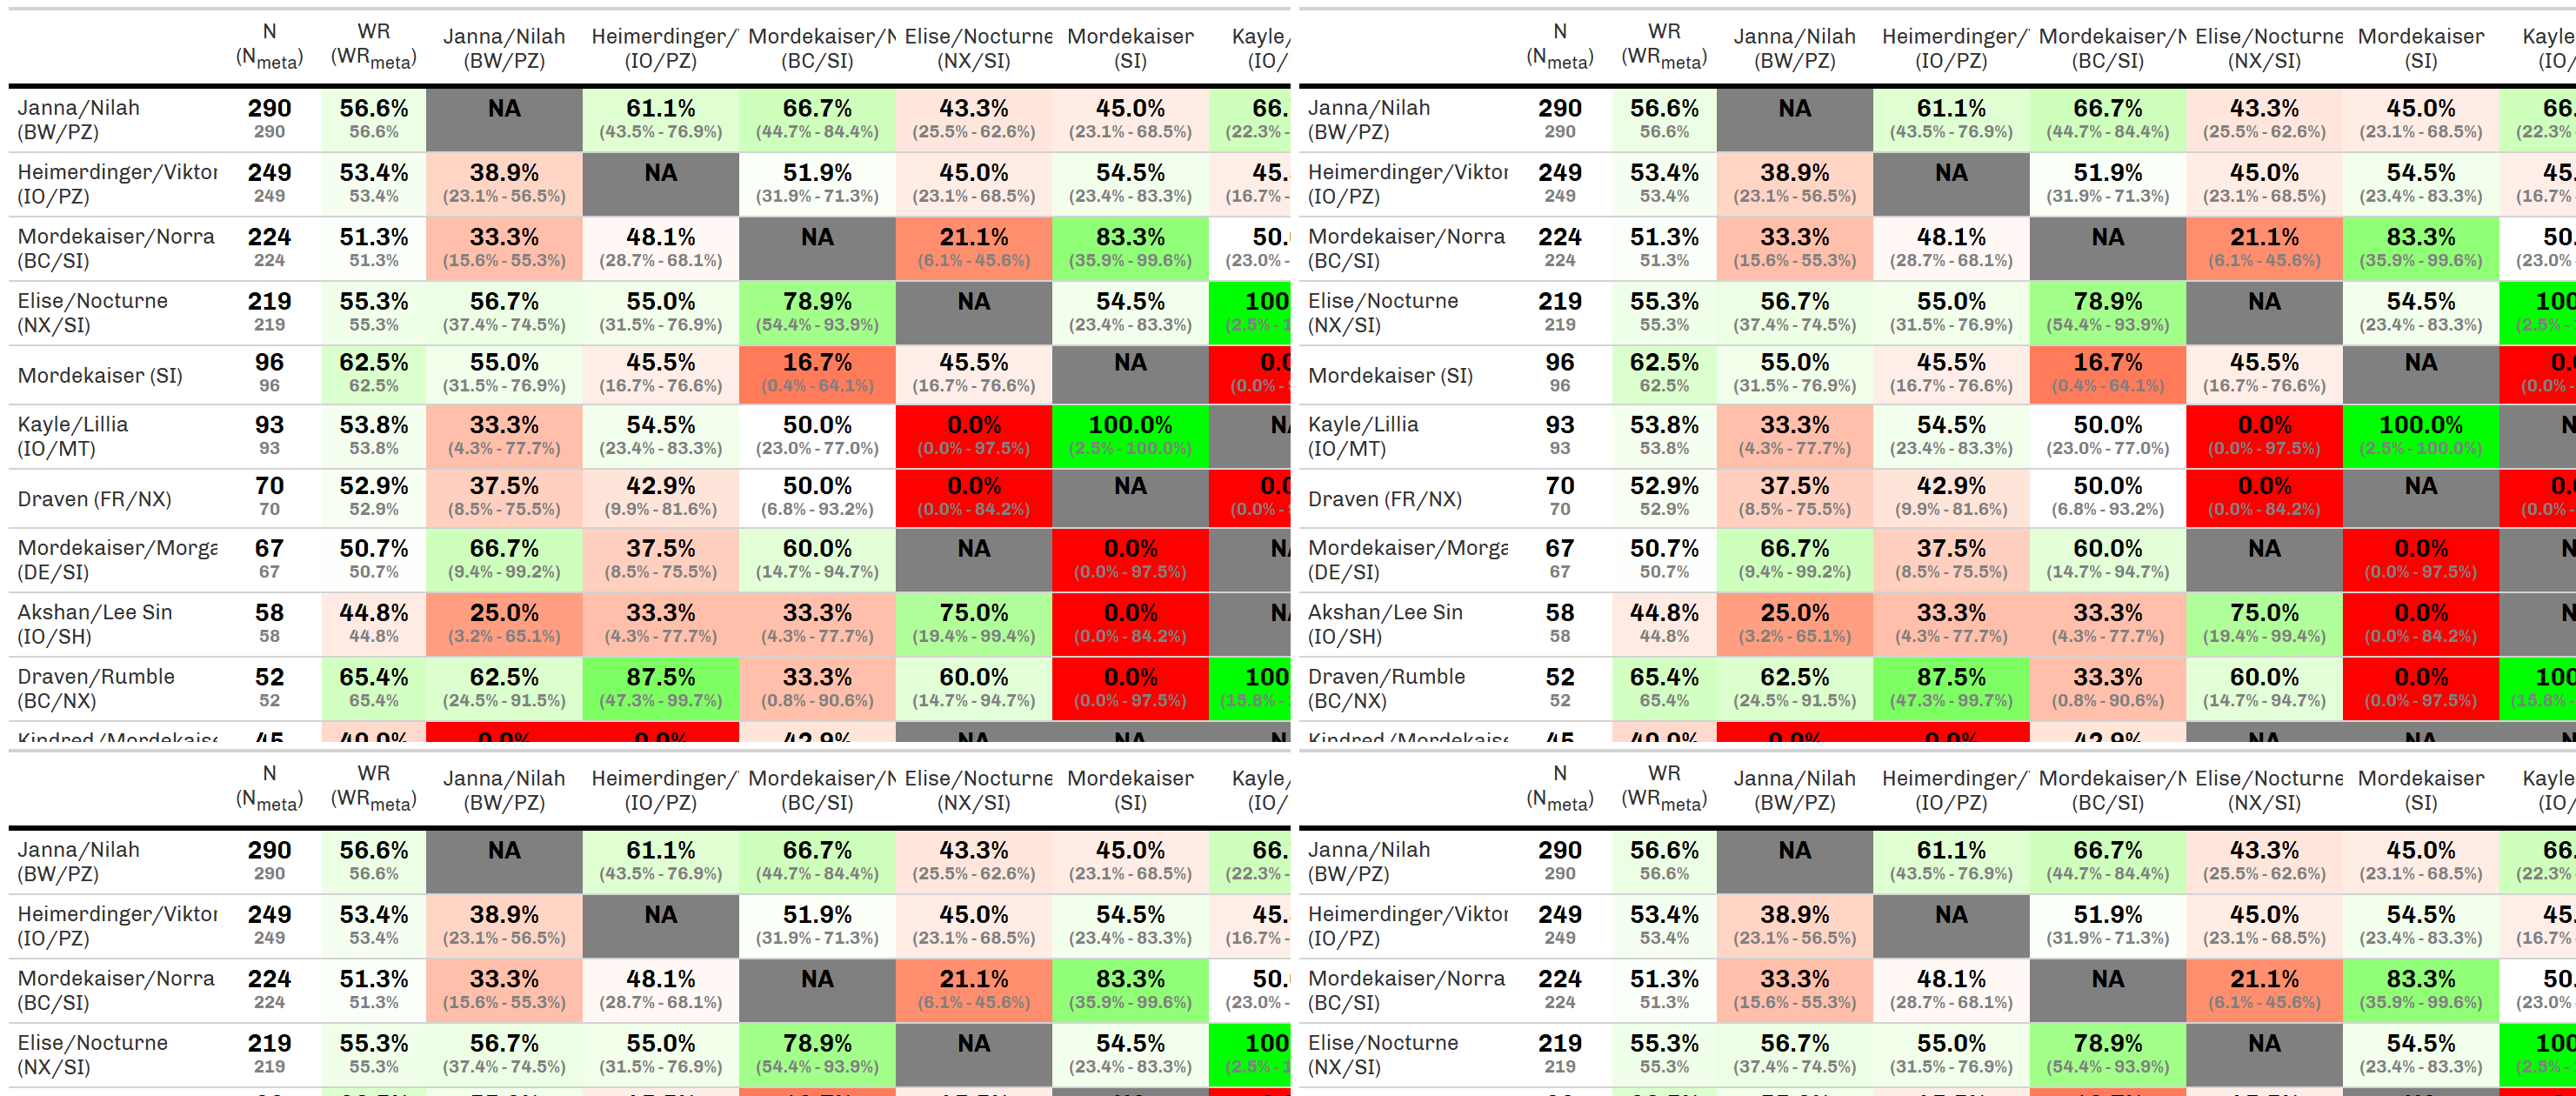 N WR Janna/Nilah Heimerdinger/ Mordekaiser/N Elise/Nocturne Mordekaiser Kayle/
(Nmeta) (WRmeta) (BW/PZ) (IO/PZ) (BC/SI) (NX/SI) (SI) (IO/
Janna/Nilah 290 56.6% NA 61.1% 66.7% 43.3% 45.0% 66.
(BW/PZ) 290 56.6% (43.5% - 76.9%) (44.7% - 84.4%) (25.5% - 62.6%) (23.1% - 68.5%) (22.3% -
Heimerdinger/Viktor 249 53.4% 38.9% NA 51.9% 45.0% 54.5% 45.
(IO/PZ) 249 53.4% (23.1% - 56.5%) (31.9% - 71.3%) (23.1% - 68.5%) (23.4% - 83.3%) (16.7% -
Mordekaiser/Norra 224 51.3% 33.3% 48.1% NA 21.1% 83.3% 50.
(BC/SI) 224 51.3% (15.6% - 55.3%) (28.7% - 68.1%) (6.1% - 45.6%) (35.9% - 99.6%) (23.0% -
Elise/Nocturne 219 55.3% 56.7% 55.0% 78.9% NA 54.5% 100
(NX/SI) 219 55.3% (37.4% - 74.5%) (31.5% - 76.9%) (54.4% - 93.9%) (23.4% - 83.3%) (2.5% - 1
Mordekaiser (SI) 96 62.5% 55.0% 45.5% 16.7% 45.5% NA 0.0
96 62.5% (31.5% - 76.9%) (16.7% - 76.6%) (0.4% - 64.1%) (16.7% - 76.6%) (0.0% -
Kayle/Lillia 93 53.8% 33.3% 54.5% 50.0% 0.0% 100.0% NA
(IO/MT) 93 53.8% (4.3% - 77.7%) (23.4% - 83.3%) (23.0% - 77.0%) (0.0% - 97.5%) (2.5% - 100.0%)
Draven (FR/NX) 70 52.9% 37.5% 42.9% 50.0% 0.0% NA 0.0
70 52.9% (8.5% - 75.5%) (9.9% - 81.6%) (6.8% - 93.2%) (0.0% - 84.2%) (0.0% -
Mordekaiser/Morga 67 50.7% 66.7% 37.5% 60.0% NA 0.0% NA
(DE/SI) 67 50.7% (9.4% - 99.2%) (8.5% - 75.5%) (14.7% - 94.7%) (0.0% - 97.5%)
Akshan/Lee Sin 58 44.8% 25.0% 33.3% 33.3% 75.0% 0.0% NA
(IO/SH) 58 44.8% (3.2% - 65.1%) (4.3% - 77.7%) (4.3% - 77.7%) (19.4% - 99.4%) (0.0% - 84.2%)
Draven/Rumble 52 65.4% 62.5% 87.5% 33.3% 60.0% 0.0% 100
(BC/NX) 52 65.4% (24.5% - 91.5%) (47.3% - 99.7%) (0.8% - 90.6%) (14.7% - 94.7%) (0.0% - 97.5%) (15.8% -
Kindred/Mordekaise 45 40.0% 0.0% 0.0% 42.9% NA NA N
N WR Janna/Nilah Heimerdinger/ Mordekaiser/N Elise/Nocturne Mordekaiser Kayle
(Nmeta) (WRmeta) (BW/PZ) (IO/PZ) (BC/SI) (NX/SI) (SI) (IO/
Janna/Nilah 290 56.6% NA 61.1% 66.7% 43.3% 45.0% 66.
(BW/PZ) 290 56.6% (43.5% - 76.9%) (44.7% - 84.4%) (25.5% - 62.6%) (23.1% - 68.5%) (22.3% -
Heimerdinger/Viktor 249 53.4% 38.9% NA 51.9% 45.0% 54.5% 45.
(IO/PZ) 249 53.4% (23.1% - 56.5%) (31.9% - 71.3%) (23.1% - 68.5%) (23.4% - 83.3%) (16.7% -
Mordekaiser/Norra 224 51.3% 33.3% 48.1% NA 21.1% 83.3% 50.
(BC/SI) 224 51.3% (15.6% - 55.3%) (28.7% - 68.1%) (6.1% - 45.6%) (35.9% - 99.6%) (23.0%
Elise/Nocturne 219 55.3% 56.7% 55.0% 78.9% NA 54.5% 100
(NX/SI) 219 55.3% (37.4% - 74.5%) (31.5% - 76.9%) (54.4% - 93.9%) (23.4% - 83.3%) (2.5% -
Mordekaiser (SI) 96 62.5% 55.0% 45.5% 16.7% 45.5% NA 0.
96 62.5% (31.5% - 76.9%) (16.7% - 76.6%) (0.4% - 64.1%) (16.7% - 76.6%) (0.0% -
Kayle/Lillia 93 53.8% 33.3% 54.5% 50.0% 0.0% 100.0% N
(IO/MT) 93 53.8% (4.3% - 77.7%) (23.4% - 83.3%) (23.0% - 77.0%) (0.0% - 97.5%) (2.5% - 100.0%)
Draven (FR/NX) 70 52.9% 37.5% 42.9% 50.0% 0.0% NA 0.
70 52.9% (8.5% - 75.5%) (9.9% - 81.6%) (6.8% - 93.2%) (0.0% - 84.2%) (0.0% -
Mordekaiser/Morga 67 50.7% 66.7% 37.5% 60.0% NA 0.0% N
(DE/SI) 67 50.7% (9.4% - 99.2%) (8.5% - 75.5%) (14.7% - 94.7%) (0.0% - 97.5%)
Akshan/Lee Sin 58 44.8% 25.0% 33.3% 33.3% 75.0% 0.0% N
(IO/SH) 58 44.8% (3.2% - 65.1%) (4.3% - 77.7%) (4.3% - 77.7%) (19.4% - 99.4%) (0.0% - 84.2%)
Draven/Rumble 52 65.4% 62.5% 87.5% 33.3% 60.0% 0.0% 100
(BC/NX) 52 65.4% (24.5% - 91.5%) (47.3% - 99.7%) (0.8% - 90.6%) (14.7% - 94.7%) (0.0% - 97.5%) (15.8% -
Kindred/Mordekaise 45 40.0% 0.0% 0.0% 42.9% NA NA N
N WR Janna/Nilah Heimerdinger/ Mordekaiser/N Elise/Nocturne Mordekaiser Kayle/
(Nmeta) (WRmeta) (BW/PZ) (IO/PZ) (BC/SI) (NX/SI) (SI) (IO/
Janna/Nilah 290 56.6% NA 61.1% 66.7% 43.3% 45.0% 66.
(BW/PZ) 290 56.6% (43.5% - 76.9%) (44.7% - 84.4%) (25.5% - 62.6%) (23.1% - 68.5%) (22.3% -
Heimerdinger/Viktor 249 53.4% 38.9% NA 51.9% 45.0% 54.5% 45.
(IO/PZ) 249 53.4% (23.1% - 56.5%) (31.9% - 71.3%) (23.1% - 68.5%) (23.4% - 83.3%) (16.7% -
Mordekaiser/Norra 224 51.3% 33.3% 48.1% NA 21.1% 83.3% 50.
(BC/SI) 224 51.3% (15.6% - 55.3%) (28.7% - 68.1%) (6.1% - 45.6%) (35.9% - 99.6%) (23.0% -
Elise/Nocturne 219 55.3% 56.7% 55.0% 78.9% NA 54.5% 100
(NX/SI) 219 55.3% (37.4% - 74.5%) (31.5% - 76.9%) (54.4% - 93.9%) (23.4% - 83.3%) (2.5% - 1
N WR Janna/Nilah Heimerdinger/ Mordekaiser/N Elise/Nocturne Mordekaiser Kayle
(Nmeta) (WRmeta) (BW/PZ) (IO/PZ) (BC/SI) (NX/SI) (SI) (IO/
Janna/Nilah 290 56.6% NA 61.1% 66.7% 43.3% 45.0% 66.
(BW/PZ) 290 56.6% (43.5% - 76.9%) (44.7% - 84.4%) (25.5% - 62.6%) (23.1% - 68.5%) (22.3% -
Heimerdinger/Viktor 249 53.4% 38.9% NA 51.9% 45.0% 54.5% 45.
(IO/PZ) 249 53.4% (23.1% - 56.5%) (31.9% - 71.3%) (23.1% - 68.5%) (23.4% - 83.3%) (16.7% -
Mordekaiser/Norra 224 51.3% 33.3% 48.1% NA 21.1% 83.3% 50.
(BC/SI) 224 51.3% (15.6% - 55.3%) (28.7% - 68.1%) (6.1% - 45.6%) (35.9% - 99.6%) (23.0%
Elise/Nocturne 219 55.3% 56.7% 55.0% 78.9% NA 54.5% 100
(NX/SI) 219 55.3% (37.4% - 74.5%) (31.5% - 76.9%) (54.4% - 93.9%) (23.4% - 83.3%) (2.5% -